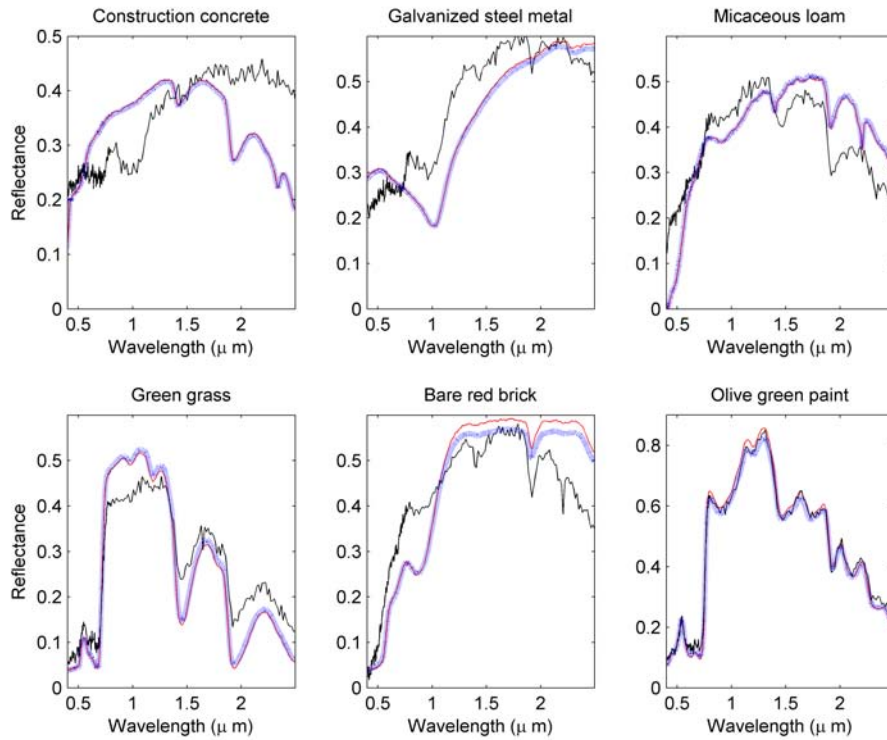 Construction concrete
Galvanized steel metal
Micaceous loam
0.5
0.4
0.3
0.2
0.1
0
Reflectance
0.5 1 1.5 2
Wavelength (μ m)
0.5
0.4
0.3
0.2
0.1
0
0.5 1 1.5 2
Wavelength (μ m)
0.5
0.4
0.3
0.2
0.1
0
0.5 1 1.5 2
Wavelength (μ m)
Green grass
Bare red brick
Olive green paint
0.5
0.4
0.3
0.2
0.1
0
Reflectance
0.5 1 1.5 2
Wavelength (μ m)
0.5
0.4
0.3
0.2
0.1
0
0.5 1 1.5 2
Wavelength (μ m)
0.8
0.6
0.4
0.2
0
0.5 1 1.5 2
Wavelength (μ m)